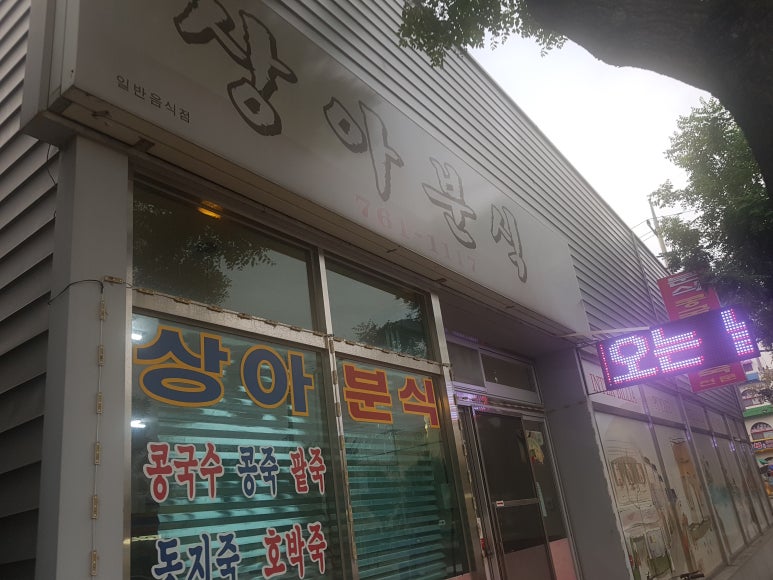 상아분식
일반음식점
761-1117
상아 분식
콩국수 콩죽 팥죽
동지죽 호박죽
오는